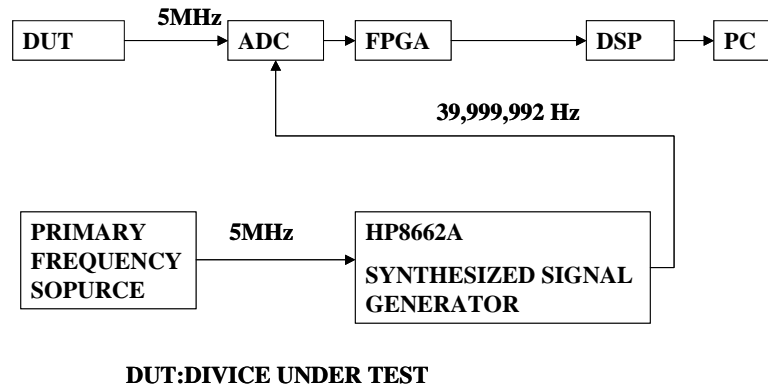 5MHz
DUT
ADC
FPGA
DSP
PC
39,999,992 Hz
PRIMARY
FREQUENCY
SOPURCE
5MHz
HP8662A
SYNTHESIZED SIGNAL
GENERATOR
DUT:DIVICE UNDER TEST